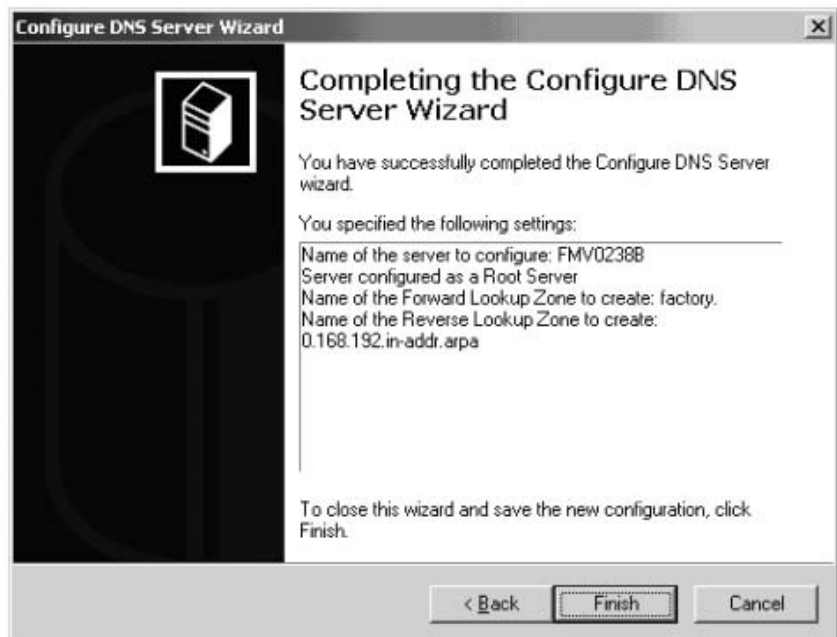 Configure DNS Server Wizard
Completing the Configure DNS
Server Wizard
You have successfully completed the Configure DNS Server
wizard.
You specified the following settings:
Name of the server to configure: FMV0238B
Server configured as a Root Server
Name of the Forward Lookup Zone to create: factory.
Name of the Reverse Lookup Zone to create:
0.168.192.in-addr.arpa
To close this wizard and save the new configuration, click
Finish.
< Back
Finish
Cancel